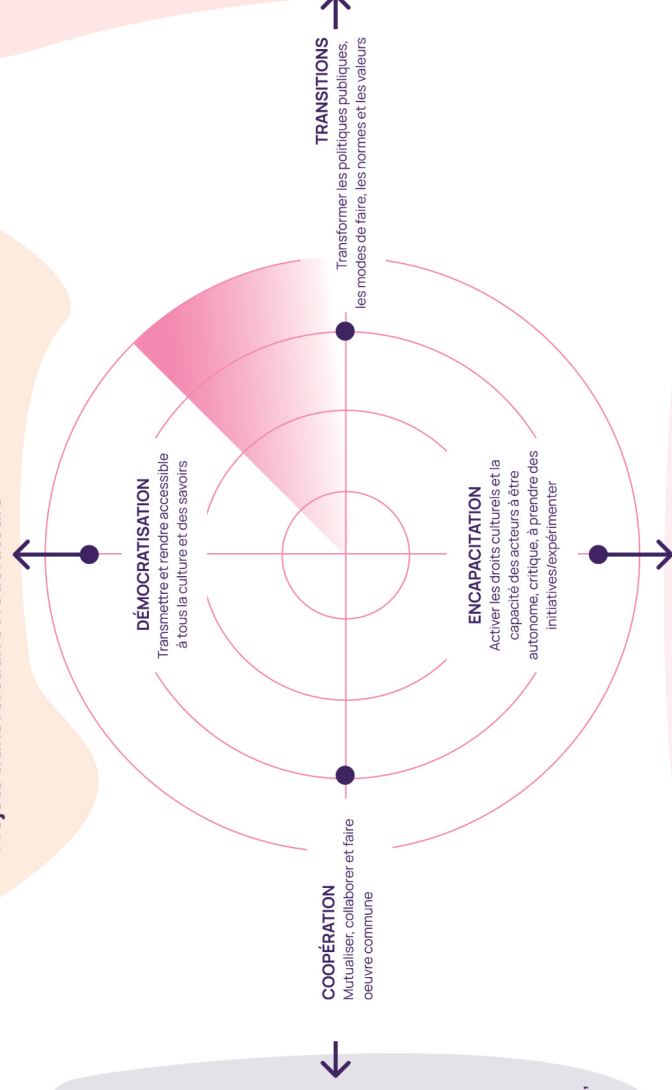 DÉMOCRATISATION
Transmettre et rendre accessible
à tous la culture et des savoirs
COOPÉRATION
Mutualiser, collaborer et faire
oeuvre commune
TRANSITIONS
Transformer les politiques publiques,
les modes de faire, les normes et les valeurs
ENCAPACITATION
Activer les droits culturels et la
capacité des acteurs à être
autonome, critique, à prendre des
initiatives/expérimenter